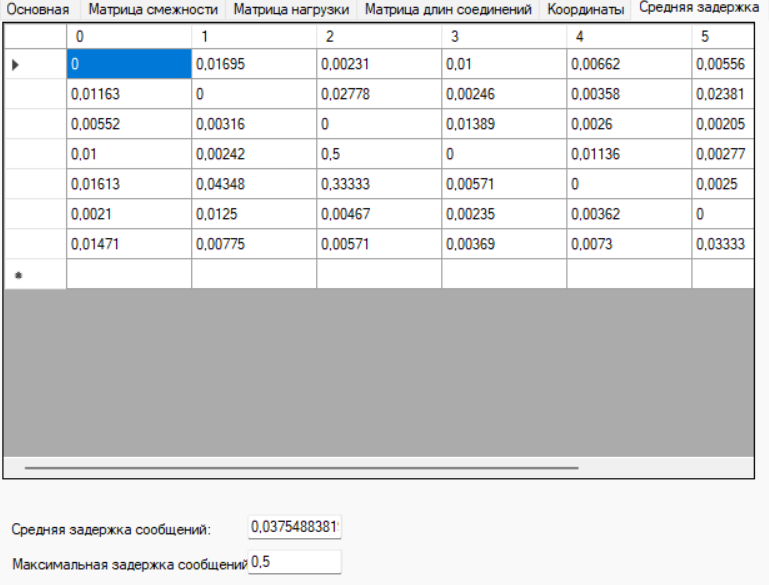 Основная Матрица смежности Матрица нагрузки Матрица длин соединений Координаты Средняя задержка
0 1 2 3 4 5
0 0,01695 0,00231 0,01 0,00662 0,00556
0,01163 0 0,02778 0,00246 0,00358 0,02381
0,00552 0,00316 0 0,01389 0,0026 0,00205
0,01 0,00242 0,5 0 0,01136 0,00277
0,01613 0,04348 0,33333 0,00571 0 0,0025
0,0021 0,0125 0,00467 0,00235 0,00362 0
0,01471 0,00775 0,00571 0,00369 0,0073 0,03333
Средняя задержка сообщений: 0,0375488381
Максимальная задержка сообщений 0,5